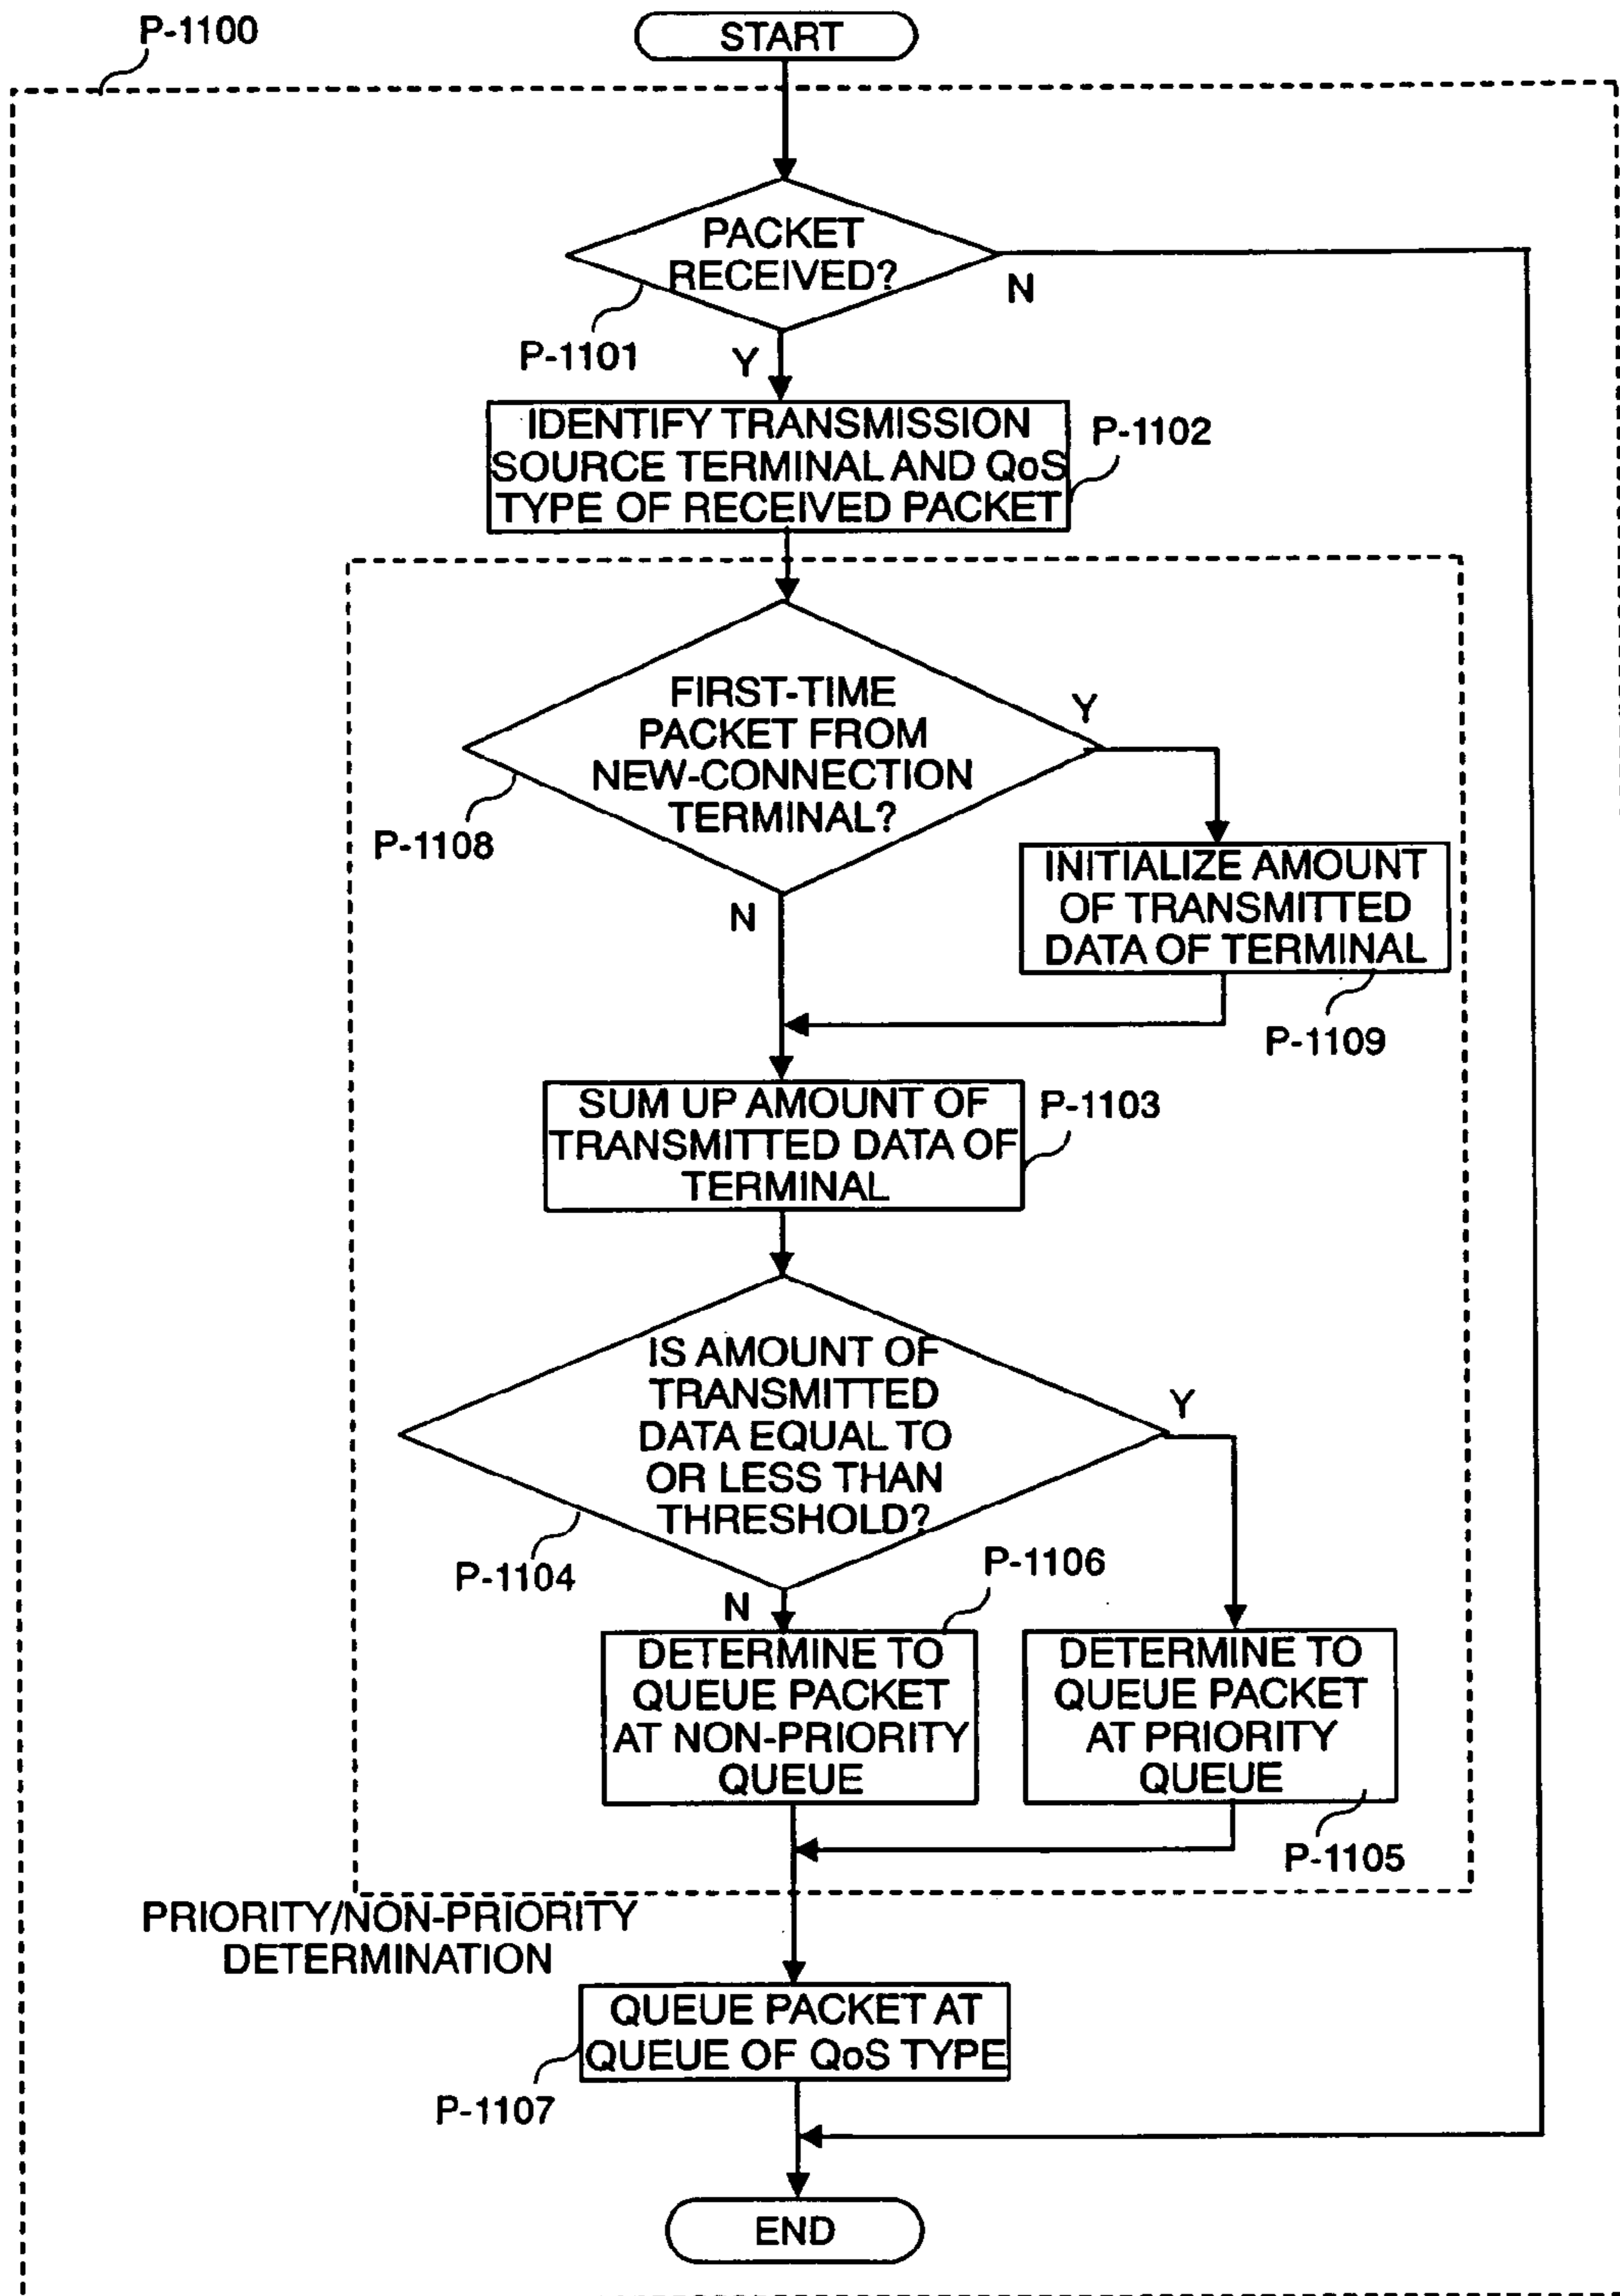 P-1100
START
PACKET
RECEIVED?
N
P-1101
Y
IDENTIFY TRANSMISSION
SOURCE TERMINAL AND QoS
TYPE OF RECEIVED PACKET
P-1102
FIRST-TIME
PACKET FROM
NEW-CONNECTION
TERMINAL?
Y
P-1108
N
INITIALIZE AMOUNT
OF TRANSMITTED
DATA OF TERMINAL
P-1109
SUM UP AMOUNT OF
TRANSMITTED DATA OF
TERMINAL
P-1103
IS AMOUNT OF
TRANSMITTED
DATA EQUAL TO
OR LESS THAN
THRESHOLD?
Y
P-1104
N
P-1106
DETERMINE TO
QUEUE PACKET
AT NON-PRIORITY
QUEUE
DETERMINE TO
QUEUE PACKET
AT PRIORITY
QUEUE
P-1105
PRIORITY/NON-PRIORITY
DETERMINATION
QUEUE PACKET AT
QUEUE OF QoS TYPE
P-1107
END